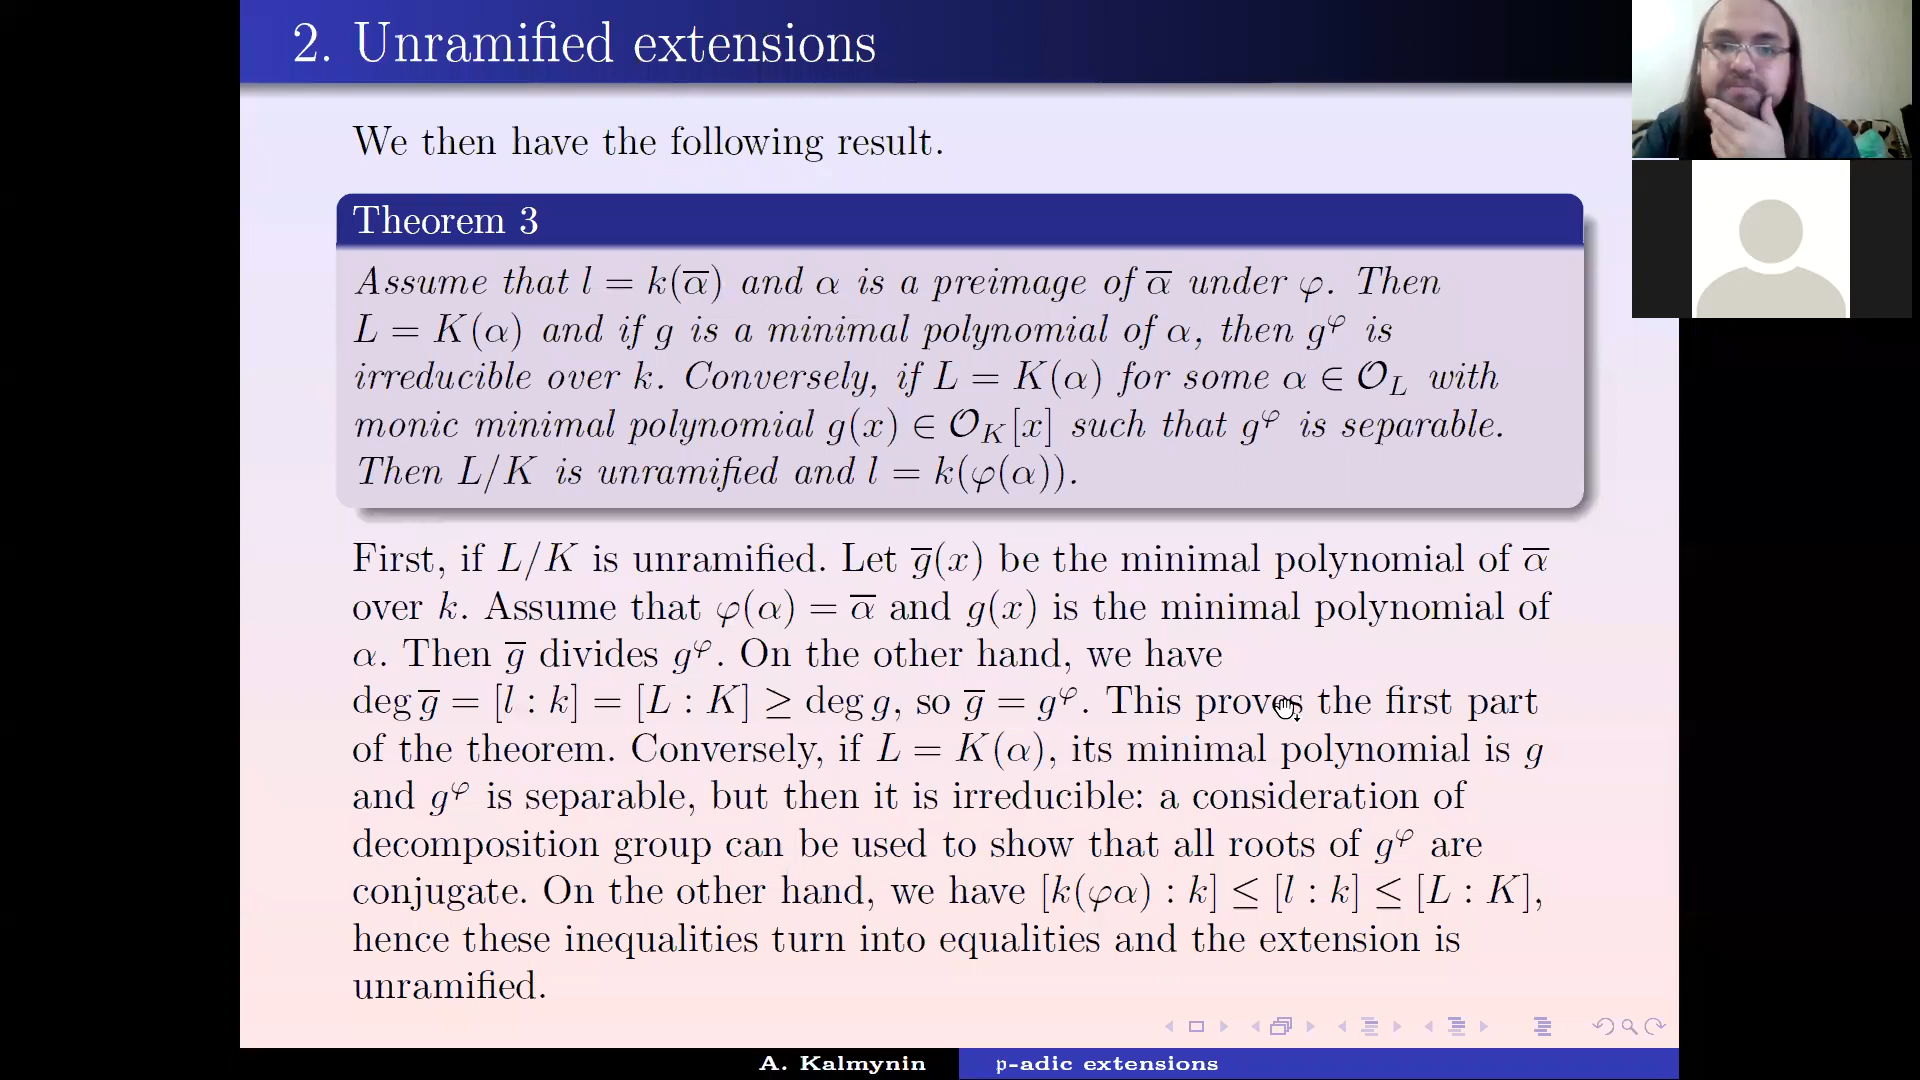 2. Unramified extensions
We then have the following result.
Theorem 3
Assume that l = k(α̅) and α is a preimage of α̅ under φ. Then
L = K(α) and if g is a minimal polynomial of α, then g^φ is
irreducible over k. Conversely, if L = K(α) for some α ∈ 𝒪_L with
monic minimal polynomial g(x) ∈ 𝒪_K[x] such that g^φ is separable.
Then L/K is unramified and l = k(φ(α)).
First, if L/K is unramified. Let g̅(x) be the minimal polynomial of α̅
over k. Assume that φ(α) = α̅ and g(x) is the minimal polynomial of
α. Then g̅ divides g^φ. On the other hand, we have
deg g̅ = [l : k] = [L : K] ≥ deg g, so g̅ = g^φ. This proves the first part
of the theorem. Conversely, if L = K(α), its minimal polynomial is g
and g^φ is separable, but then it is irreducible: a consideration of
decomposition group can be used to show that all roots of g^φ are
conjugate. On the other hand, we have [k(φα) : k] ≤ [l : k] ≤ [L : K],
hence these inequalities turn into equalities and the extension is
unramified.
A. Kalmynin
p-adic extensions